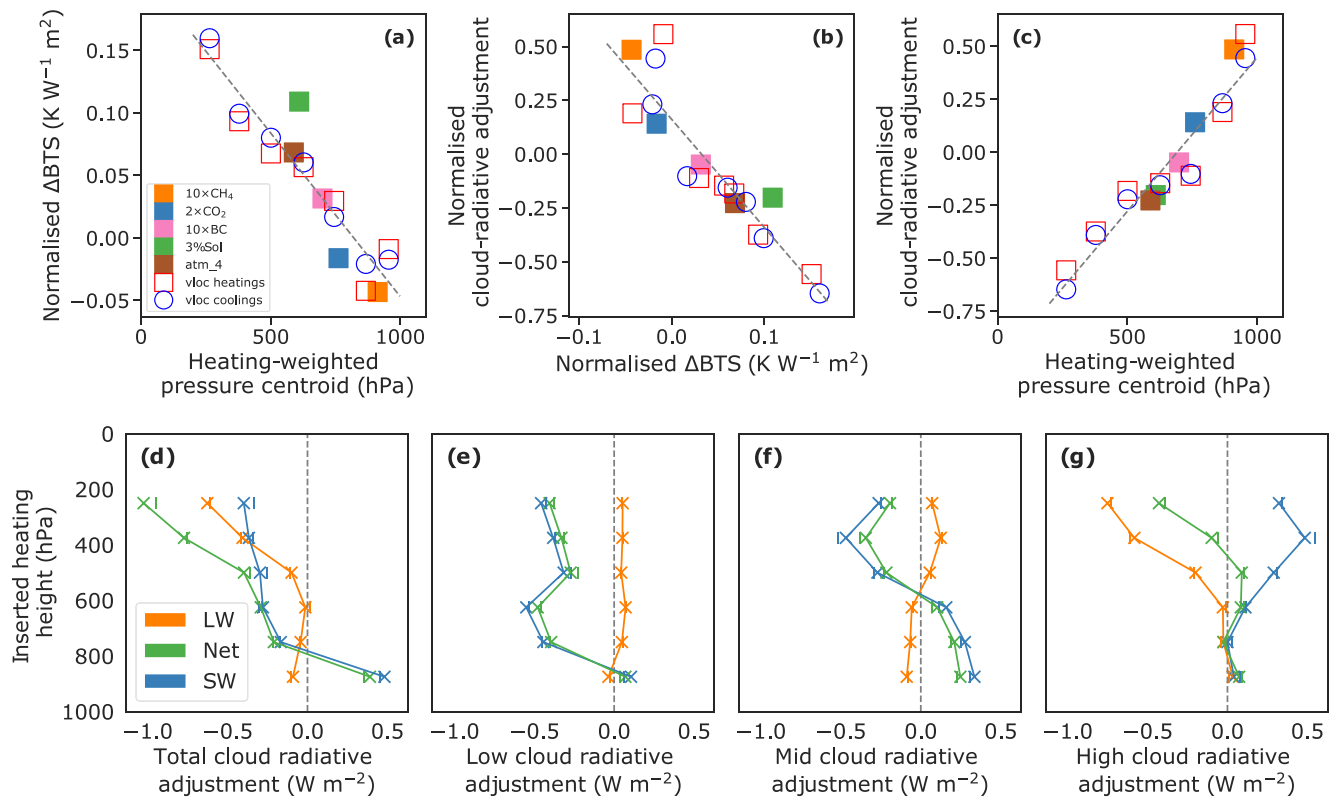 (a)
Normalised ΔBTS (K W⁻¹ m²)
0.15
0.10
0.05
0.00
−0.05
10×CH₄
2×CO₂
10×BC
3%Sol
atm_4
vloc heatings
vloc coolings
0
500
1000
Heating-weighted
pressure centroid (hPa)
(b)
Normalised
cloud-radiative adjustment
0.50
0.25
0.00
−0.25
−0.50
−0.75
−0.1
0.0
0.1
Normalised ΔBTS (K W⁻¹ m²)
(c)
Normalised
cloud-radiative adjustment
0.50
0.25
0.00
−0.25
−0.50
−0.75
0
500
1000
Heating-weighted
pressure centroid (hPa)
(d)
Inserted heating
height (hPa)
0
200
400
600
800
1000
LW
Net
SW
−1.0
−0.5
0.0
0.5
Total cloud radiative
adjustment (W m⁻²)
(e)
−1.0
−0.5
0.0
0.5
Low cloud radiative
adjustment (W m⁻²)
(f)
−1.0
−0.5
0.0
0.5
Mid cloud radiative
adjustment (W m⁻²)
(g)
−1.0
−0.5
0.0
0.5
High cloud radiative
adjustment (W m⁻²)